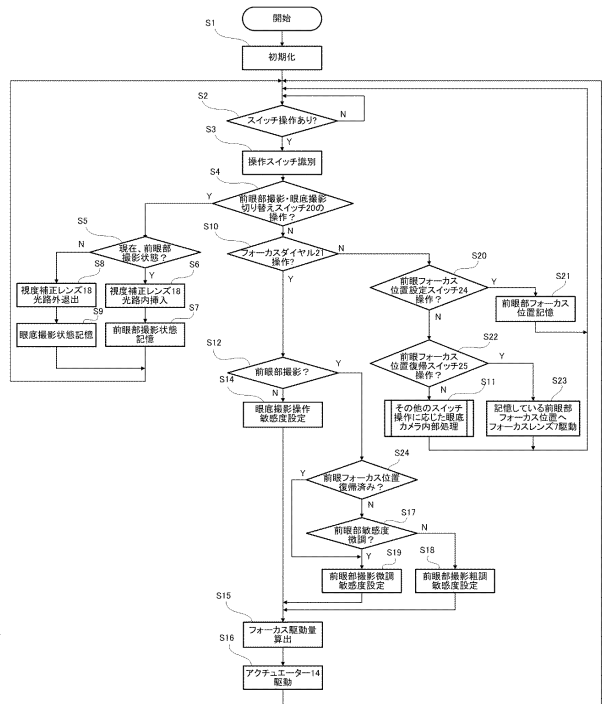 開始
S1
初期化
S2
スイッチ操作あり?
N
Y
S3
操作スイッチ識別
S4
前眼部撮影・眼底撮影
切り替えスイッチ20の
操作?
Y
N
S5
現在、前眼部
撮影状態?
N
Y
S8
視度補正レンズ18
光路外退出
S6
視度補正レンズ18
光路内挿入
S9
眼底撮影状態記憶
S7
前眼部撮影状態
記憶
S10
フォーカスダイヤル21
操作?
N
Y
S20
前眼フォーカス
位置設定スイッチ24
操作?
Y
N
S21
前眼部フォーカス
位置記憶
S22
前眼フォーカス
位置復帰スイッチ25
操作?
Y
N
S11
その他のスイッチ
操作に応じた眼底
カメラ内部処理
S23
記憶している前眼部
フォーカス位置へ
フォーカスレンズ7駆動
S12
前眼部撮影?
Y
N
S14
眼底撮影操作
敏感度設定
S24
前眼フォーカス位置
復帰済み?
Y
N
S17
前眼部敏感度
微調?
N
Y
S19
前眼部撮影微調
敏感度設定
S18
前眼部撮影粗調
敏感度設定
S15
フォーカス駆動量
算出
S16
アクチュエーター14
駆動